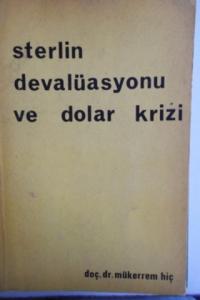 sterlin
devalüasyonu
ve dolar krizi
doç. dr. mükerrem hiç